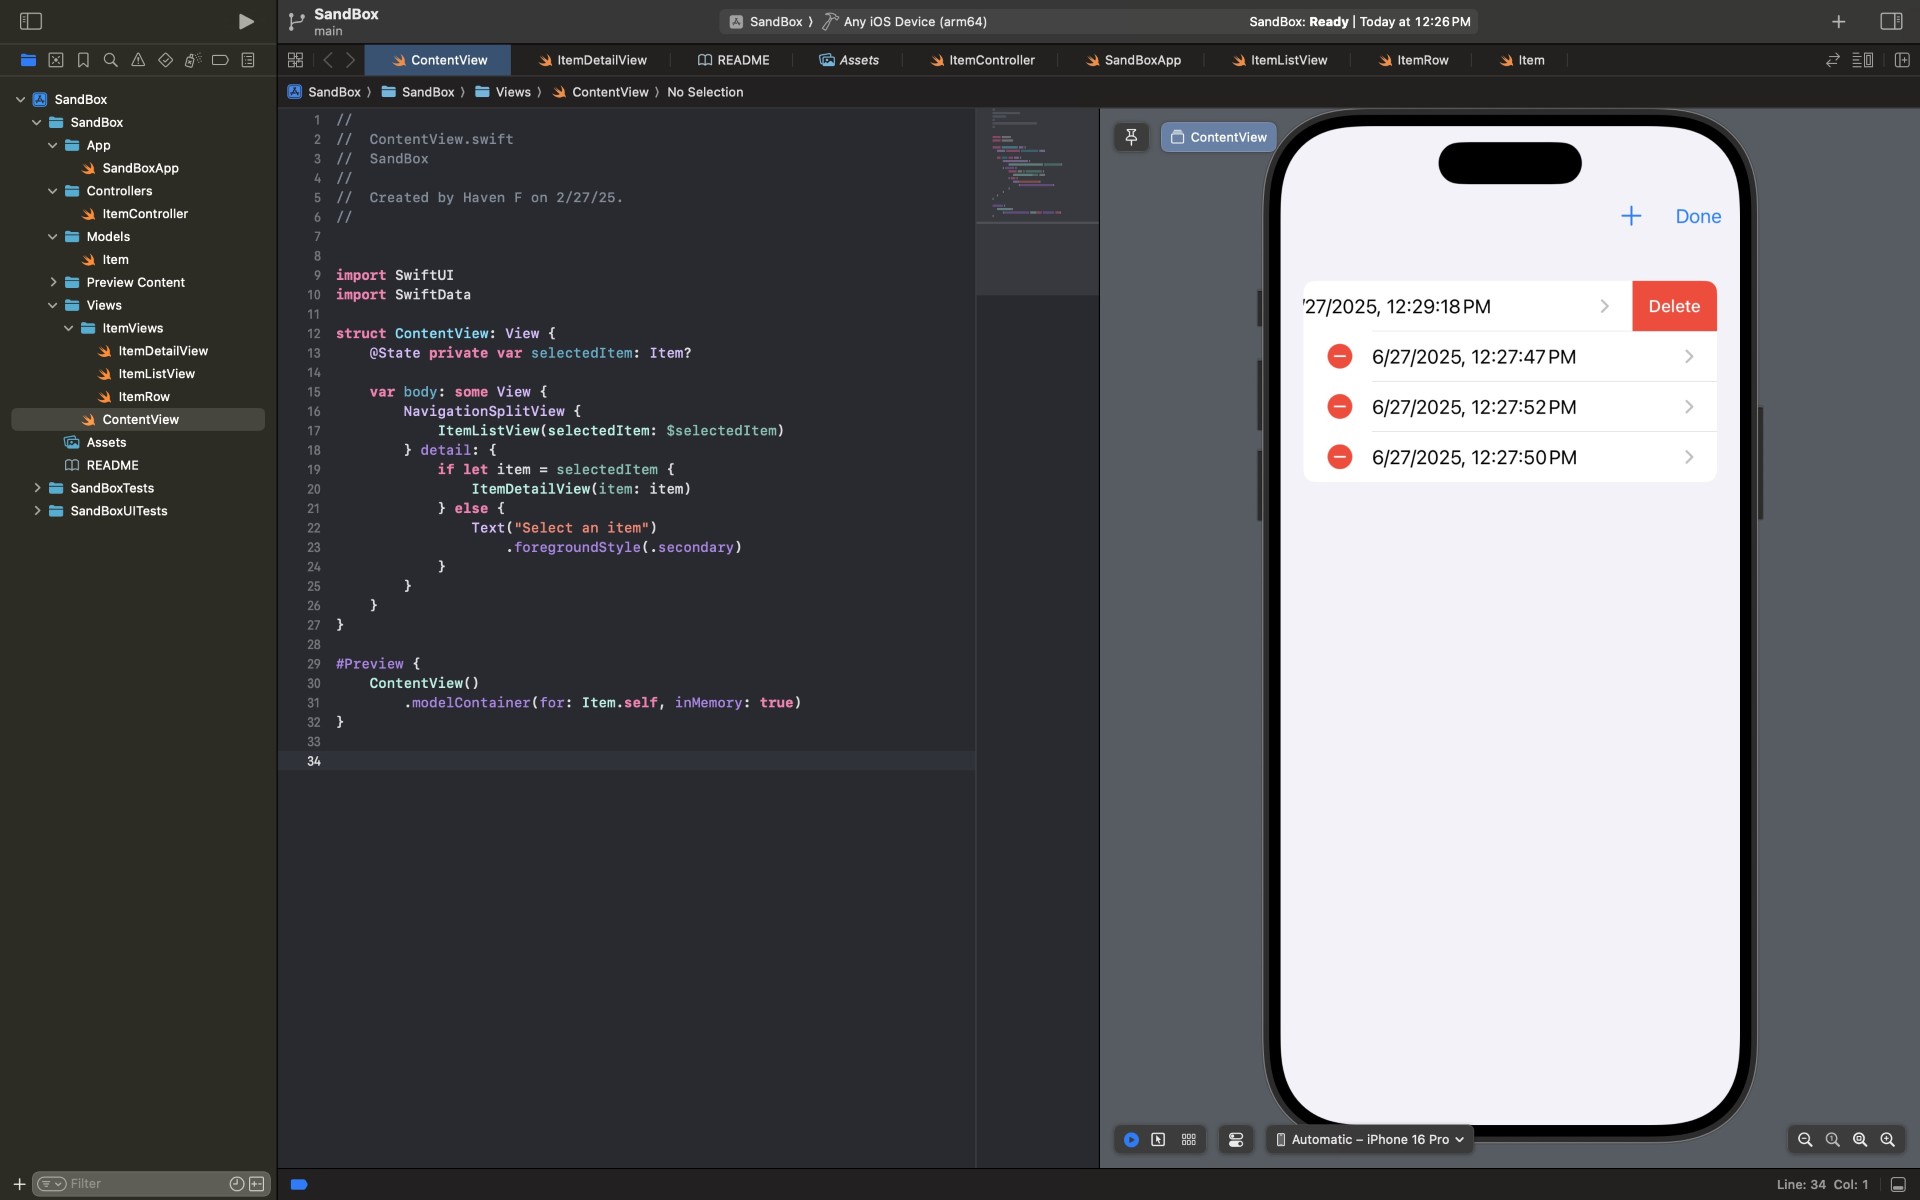 SandBox
main
SandBox
Any iOS Device (arm64)
SandBox: Ready | Today at 12:26 PM
ContentView
ItemDetailView
README
Assets
ItemController
SandBoxApp
ItemListView
ItemRow
Item
SandBox
SandBox
Views
ContentView
No Selection
SandBox
SandBox
App
SandBoxApp
Controllers
ItemController
Models
Item
Preview Content
Views
ItemViews
ItemDetailView
ItemListView
ItemRow
ContentView
Assets
README
SandBoxTests
SandBoxUITests
Filter
1 //
2 //  ContentView.swift
3 //  SandBox
4 //
5 //  Created by Haven F on 2/27/25.
6 //
7
8
9 import SwiftUI
10 import SwiftData
11
12 struct ContentView: View {
13     @State private var selectedItem: Item?
14
15     var body: some View {
16         NavigationSplitView {
17             ItemListView(selectedItem: $selectedItem)
18         } detail: {
19             if let item = selectedItem {
20                 ItemDetailView(item: item)
21             } else {
22                 Text("Select an item")
23                     .foregroundStyle(.secondary)
24             }
25         }
26     }
27 }
28
29 #Preview {
30     ContentView()
31         .modelContainer(for: Item.self, inMemory: true)
32 }
33
34
ContentView
Done
/27/2025, 12:29:18 PM
Delete
6/27/2025, 12:27:47 PM
6/27/2025, 12:27:52 PM
6/27/2025, 12:27:50 PM
Automatic – iPhone 16 Pro
Line: 34  Col: 1